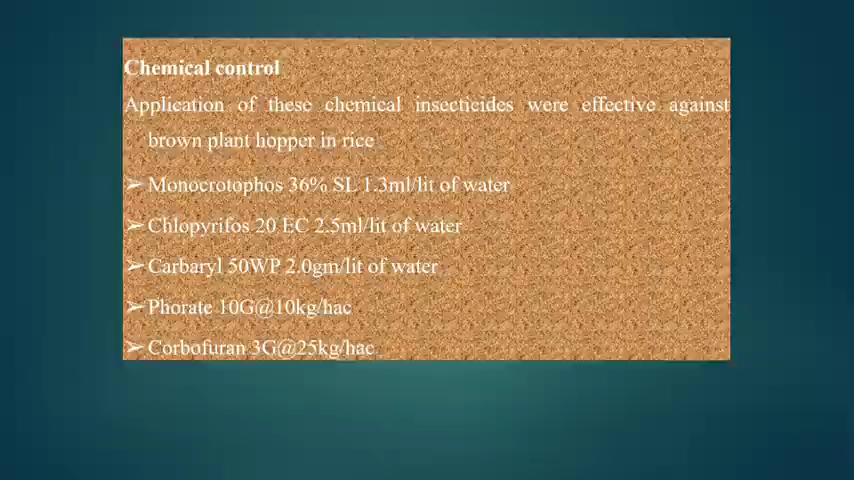 Chemical control
Application of these chemical insecticides were effective against
brown plant hopper in rice
➢Monocrotophos 36% SL 1.3ml/lit of water
➢Chlopyrifos 20 EC 2.5ml/lit of water
➢Carbaryl 50WP 2.0gm/lit of water
➢Phorate 10G@10kg/hac
➢Corbofuran 3G@25kg/hac